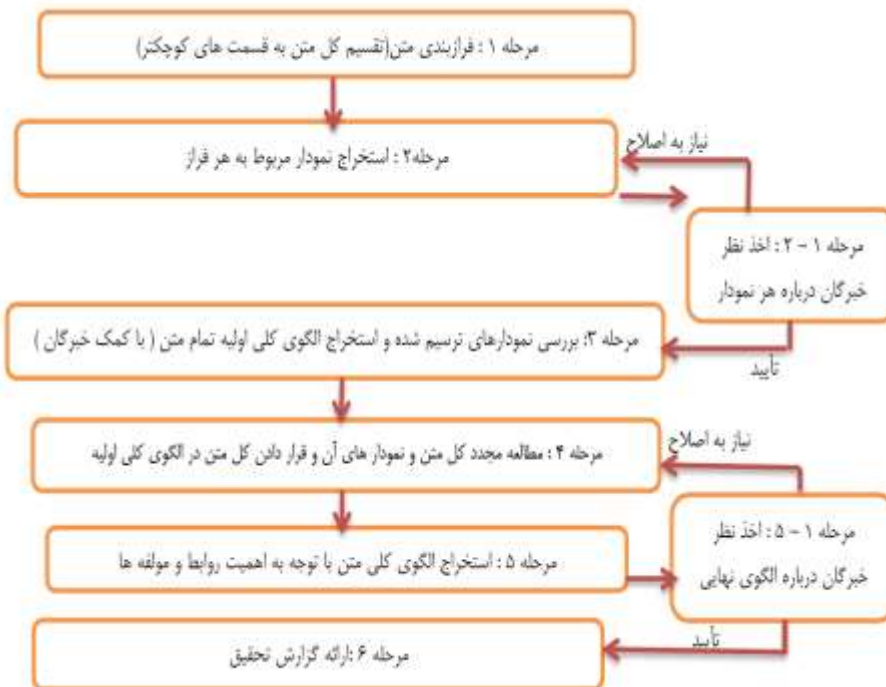 مرحله ۱ : فرازبندی متن(تقسیم کل متن به قسمت های کوچکتر)
مرحله۲ : استخراج نمودار مربوط به هر فراز
نیاز به اصلاح
مرحله ۱ – ۲ : اخذ نظر
خبرگان درباره هر نمودار
تأیید
مرحله ۳: بررسی نمودارهای ترسیم شده و استخراج الگوی کلی اولیه تمام متن ( با کمک خبرگان )
مرحله ۴ : مطالعه مجدد کل متن و نمودار های آن و قرار دادن کل متن در الگوی کلی اولیه
نیاز به اصلاح
مرحله ۵ : استخراج الگوی کلی متن با توجه به اهمیت روابط و مولفه ها
مرحله ۱ – ۵ : اخذ نظر
خبرگان درباره الگوی نهایی
تأیید
مرحله ۶ :ارائه گزارش تحقیق